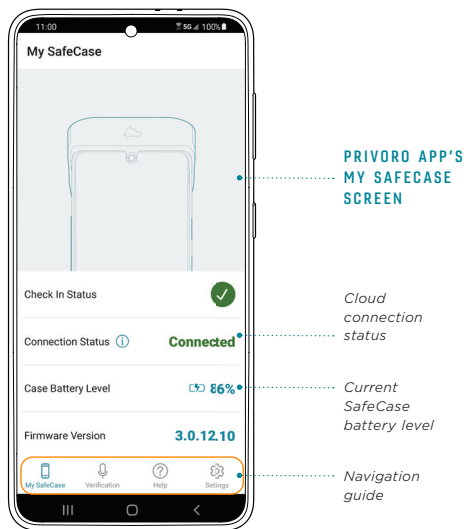 11:00 5G 100%
My SafeCase
PRIVORO APP'S
MY SAFECASE
SCREEN
Check In Status
Cloud
connection
status
Connection Status Connected
Current
SafeCase
battery level
Case Battery Level 86%
Firmware Version 3.0.12.10
Navigation
guide
My SafeCase Verification Help Settings